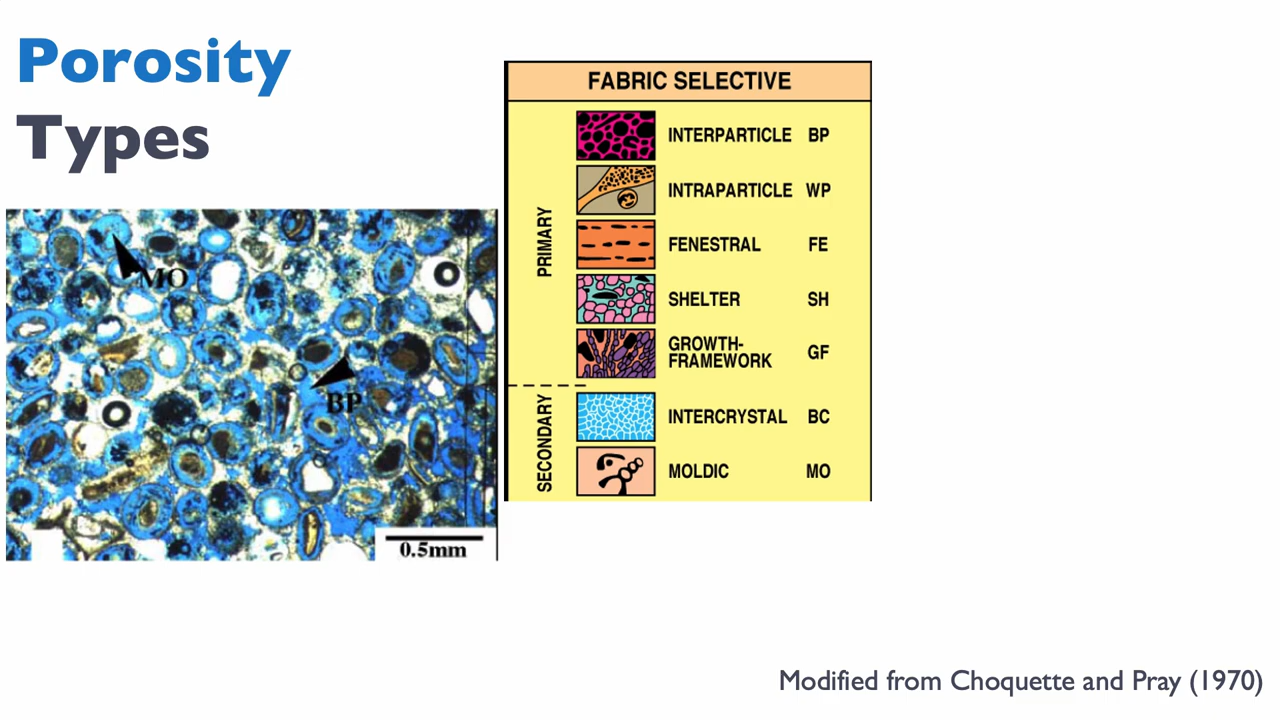 Porosity
Types
MO
BP
0.5mm
FABRIC SELECTIVE
PRIMARY
INTERPARTICLE BP
INTRAPARTICLE WP
FENESTRAL FE
SHELTER SH
GROWTH-
FRAMEWORK GF
SECONDARY
INTERCRYSTAL BC
MOLDIC MO
Modified from Choquette and Pray (1970)